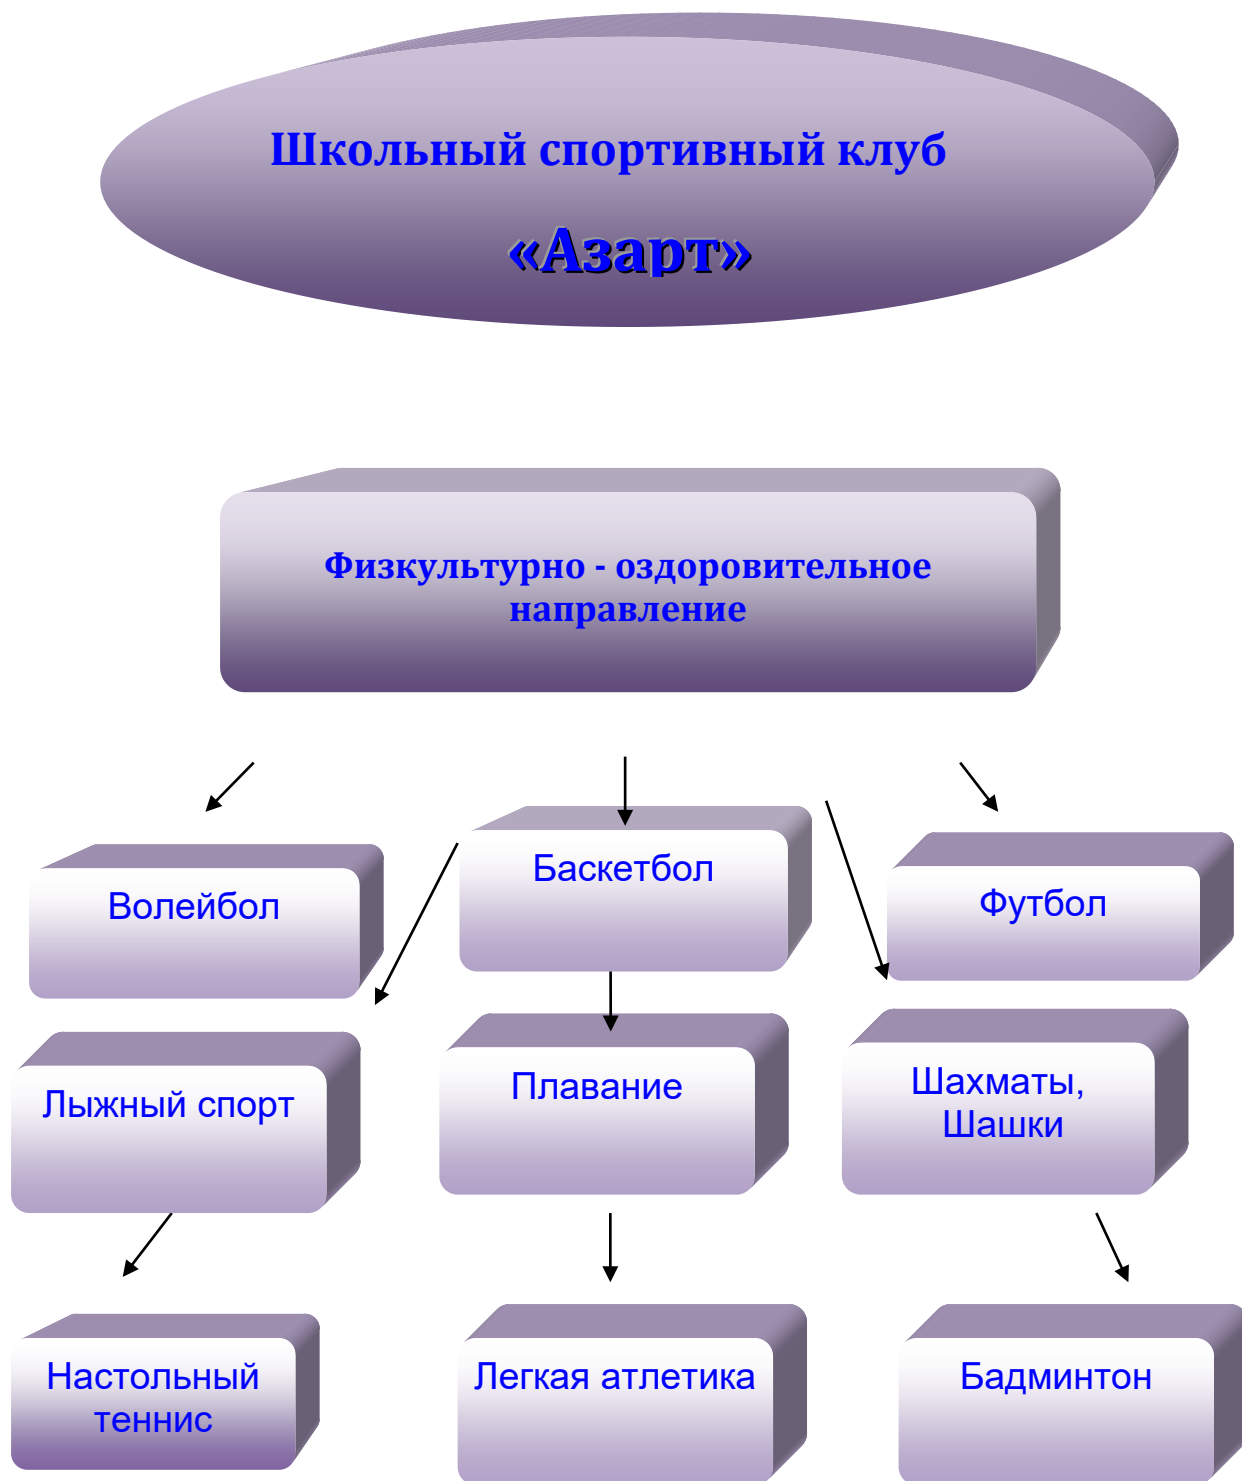 Школьный спортивный клуб
«Азарт»
Физкультурно - оздоровительное
направление
Волейбол
Баскетбол
Футбол
Лыжный спорт
Плавание
Шахматы,
Шашки
Настольный
теннис
Легкая атлетика
Бадминтон